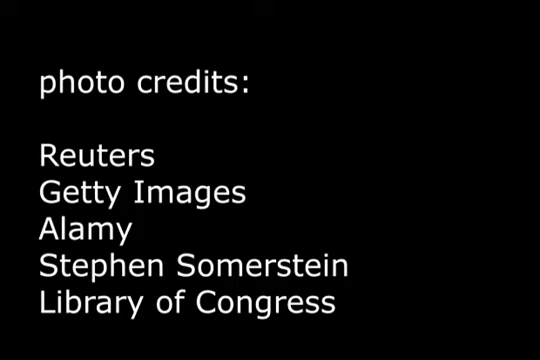 photo credits:
Reuters
Getty Images
Alamy
Stephen Somerstein
Library of Congress